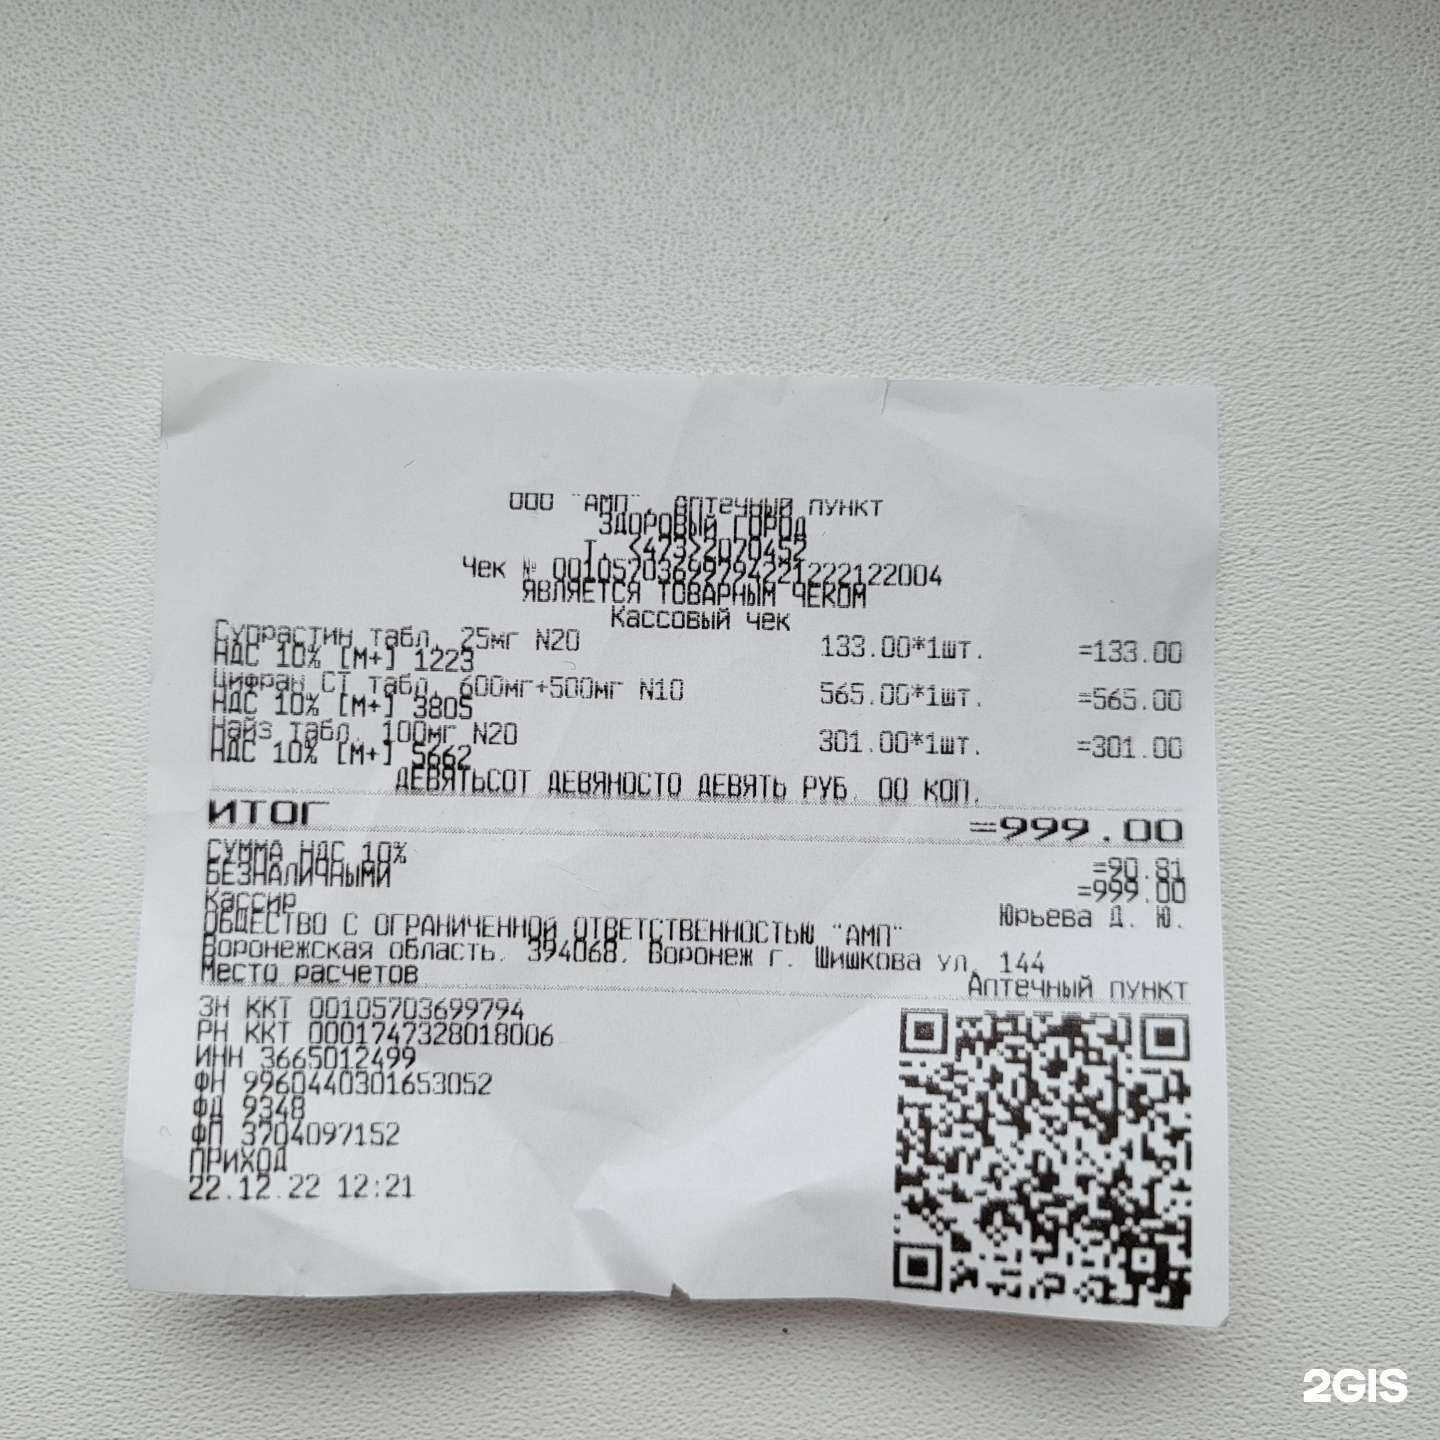 ООО "АМП", Аптечный пункт
ЗДОРОВЫЙ ГОРОД
Т. (473)2070452
Чек № 00105703699794221222122004
ЯВЛЯЕТСЯ ТОВАРНЫМ ЧЕКОМ
Кассовый чек
Супрастин табл. 25мг N20 133.00*1шт. =133.00
НДС 10% [М+] 1223
Цифран СТ табл. 600мг+500мг N10 565.00*1шт. =565.00
НДС 10% [М+] 3805
Найз табл. 100мг N20 301.00*1шт. =301.00
НДС 10% [М+] 5662
ДЕВЯТЬСОТ ДЕВЯНОСТО ДЕВЯТЬ РУБ. 00 КОП.
ИТОГ =999.00
СУММА НДС 10% =90.81
БЕЗНАЛИЧНЫМИ =999.00
Кассир Юрьева Д. Ю.
ОБЩЕСТВО С ОГРАНИЧЕННОЙ ОТВЕТСТВЕННОСТЬЮ "АМП"
Воронежская область, 394068, Воронеж г. Шишкова ул, 144
Место расчетов Аптечный пункт
ЗН ККТ 00105703699794
РН ККТ 0001747328018006
ИНН 3665012499
ФН 9960440301653052
ФД 9348
ФП 3704097152
ПРИХОД
22.12.22 12:21
2GIS